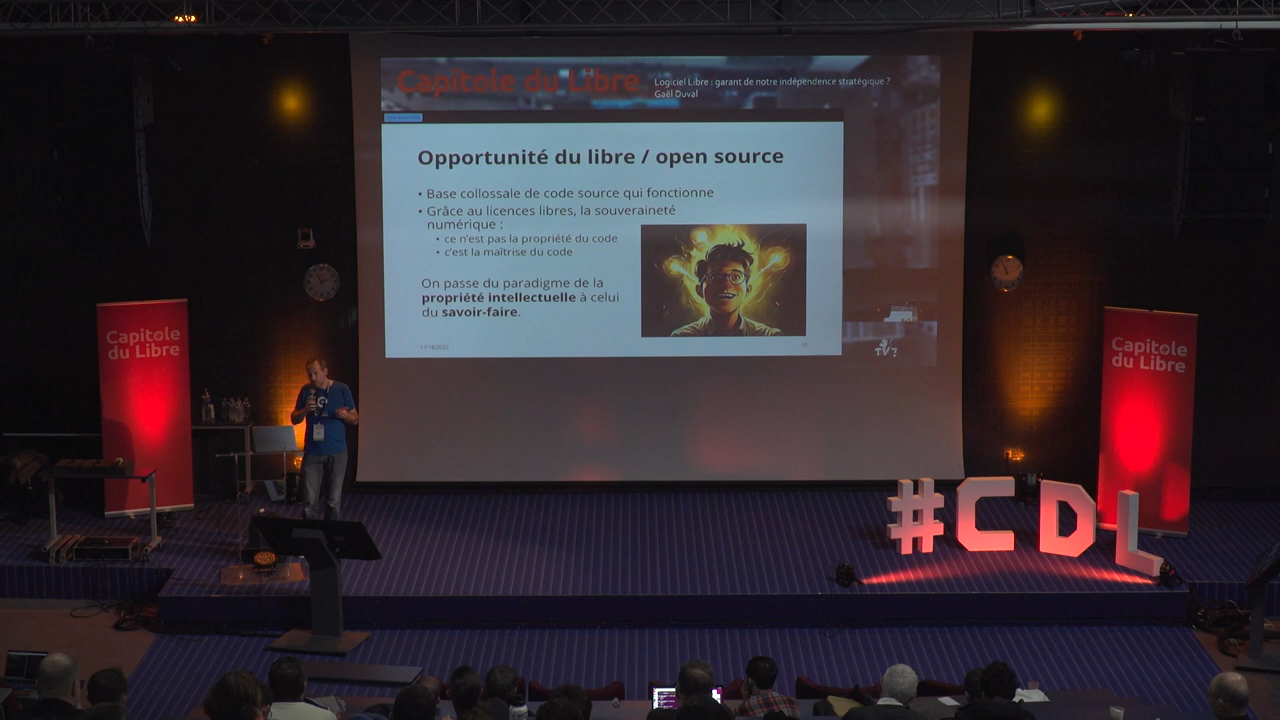 Capitole du Libre
Logiciel Libre : garant de notre indépendence stratégique ?
Gaël Duval
Opportunité du libre / open source
• Base collossale de code source qui fonctionne
• Grâce au licences libres, la souveraineté
numérique :
• ce n'est pas la propriété du code
• c'est la maîtrise du code
On passe du paradigme de la
propriété intellectuelle à celui
du savoir-faire.
10
TV?
Capitole
du Libre
Capitole
du Libre
#CDL